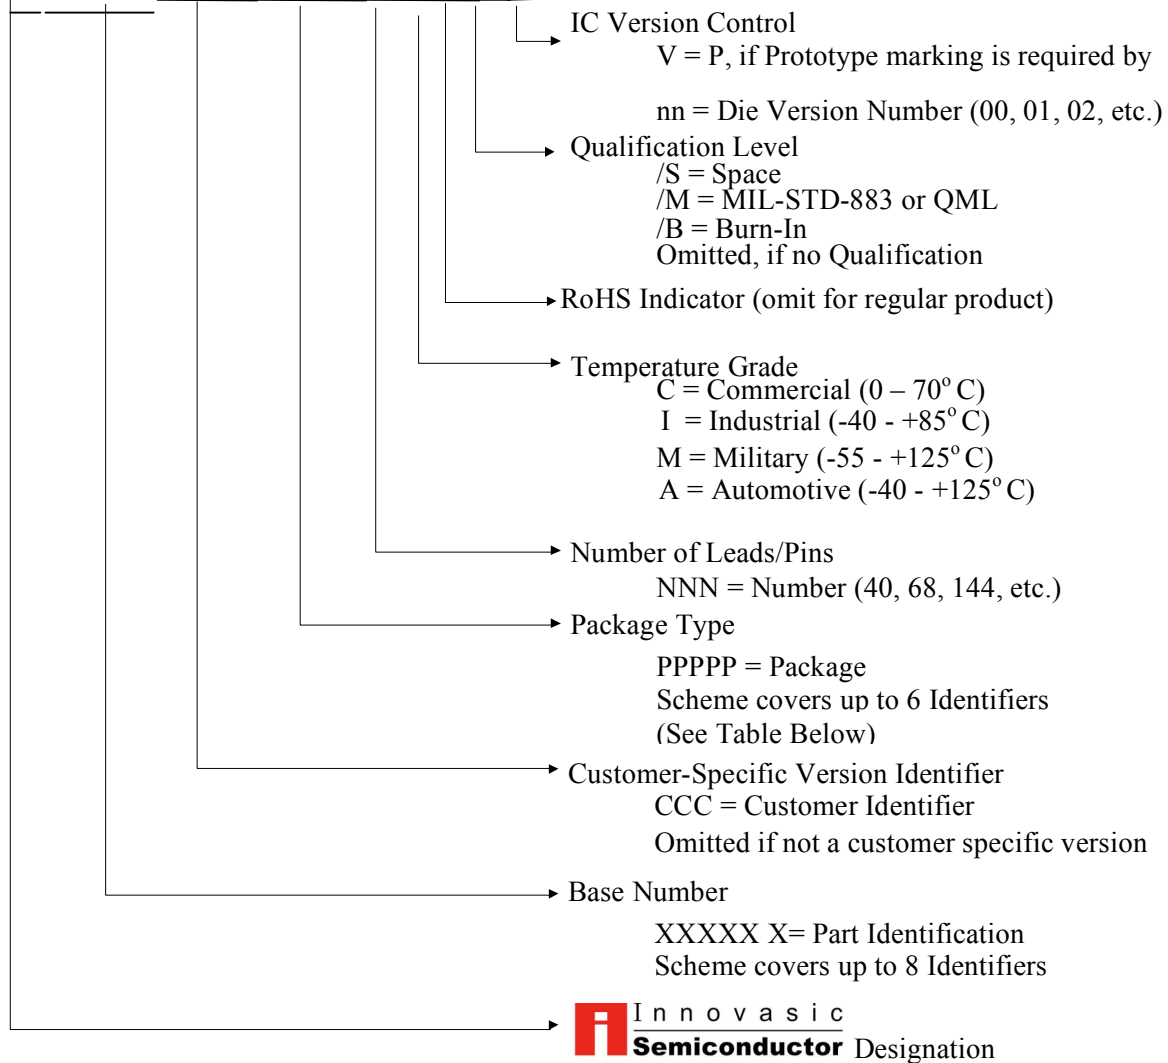 IC Version Control
V = P, if Prototype marking is required by
nn = Die Version Number (00, 01, 02, etc.)
Qualification Level
/S = Space
/M = MIL-STD-883 or QML
/B = Burn-In
Omitted, if no Qualification
RoHS Indicator (omit for regular product)
Temperature Grade
C = Commercial (0 – 70° C)
I = Industrial (-40 - +85° C)
M = Military (-55 - +125° C)
A = Automotive (-40 - +125° C)
Number of Leads/Pins
NNN = Number (40, 68, 144, etc.)
Package Type
PPPPP = Package
Scheme covers up to 6 Identifiers
(See Table Below)
Customer-Specific Version Identifier
CCC = Customer Identifier
Omitted if not a customer specific version
Base Number
XXXXX X= Part Identification
Scheme covers up to 8 Identifiers
Innovasic
Semiconductor Designation